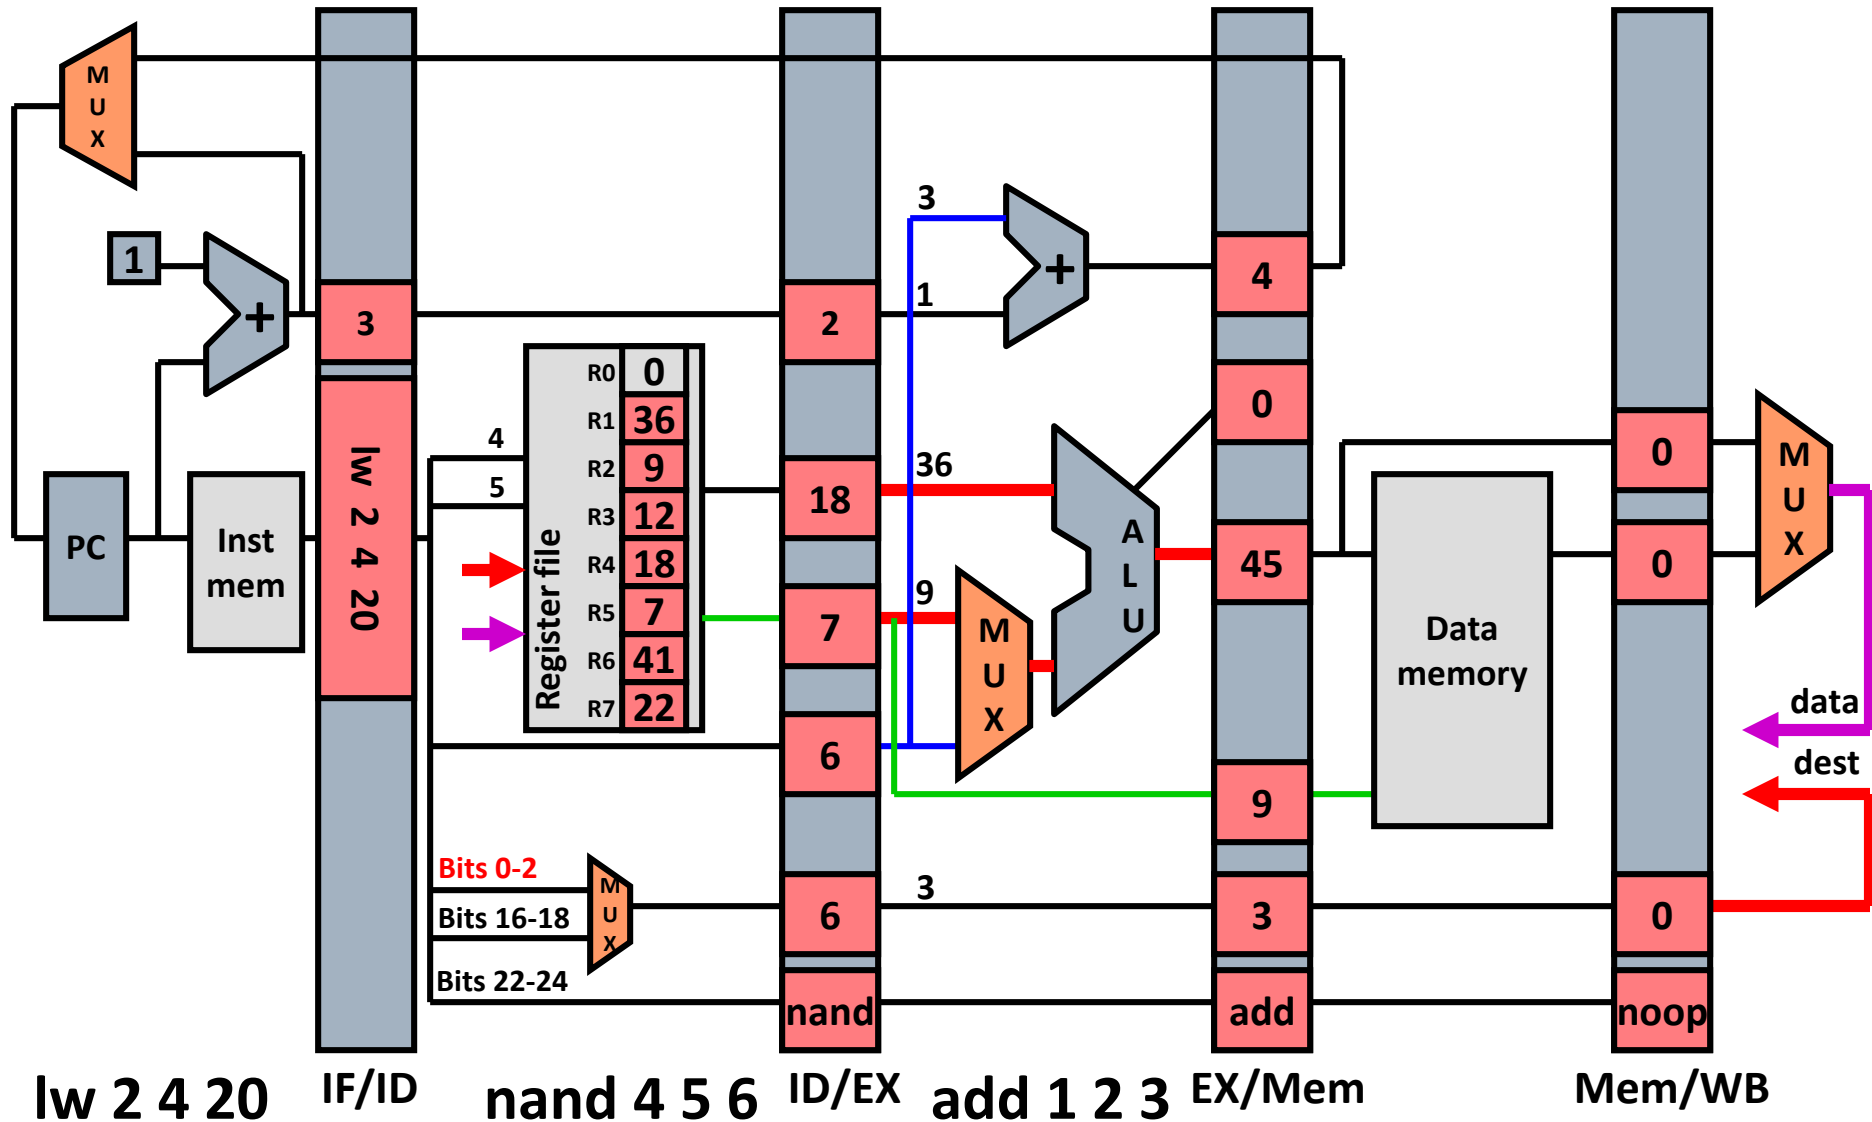 M
U
X
1
+
PC
Inst
mem
3
lw 2 4 20
4
5
Register file
R0 0
R1 36
R2 9
R3 12
R4 18
R5 7
R6 41
R7 22
Bits 0-2
Bits 16-18
Bits 22-24
M
U
X
2
18
7
6
6
nand
3
1
36
9
3
+
M
U
X
A
L
U
4
0
45
9
3
add
Data
memory
0
0
0
noop
M
U
X
data
dest
lw 2 4 20
IF/ID
nand 4 5 6
ID/EX
add 1 2 3
EX/Mem
Mem/WB